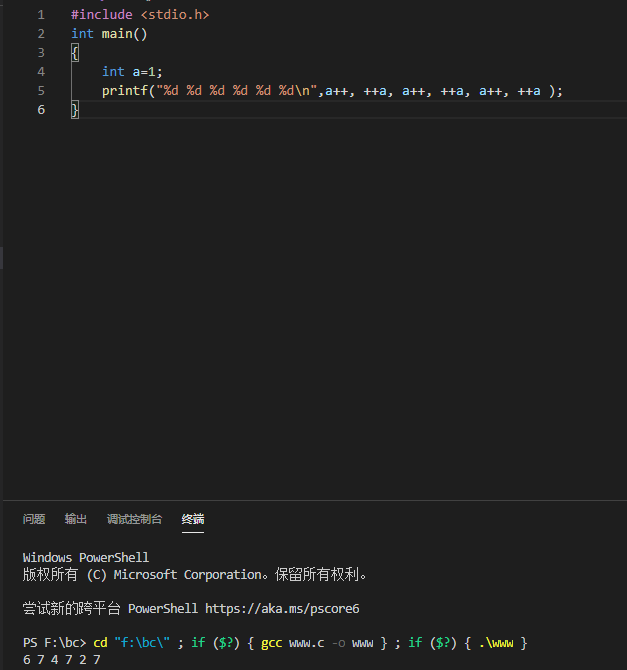 1 #include <stdio.h>
2 int main()
3 {
4 int a=1;
5 printf("%d %d %d %d %d %d\n",a++, ++a, a++, ++a, a++, ++a );
6 }
问题 输出 调试控制台 终端
Windows PowerShell
版权所有 (C) Microsoft Corporation。保留所有权利。
尝试新的跨平台 PowerShell https://aka.ms/pscore6
PS F:\bc> cd "f:\bc\" ; if ($?) { gcc www.c -o www } ; if ($?) { .\www }
6 7 4 7 2 7